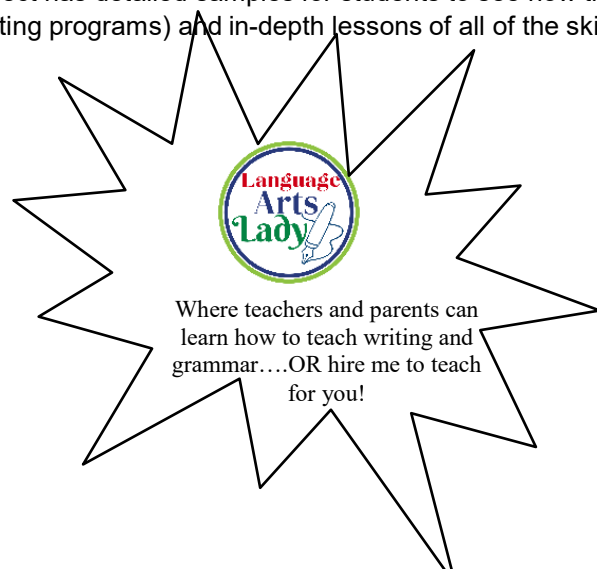 ting programs) and in-depth lessons of all of the ski
Language
Arts
Lady
Where teachers and parents can
learn how to teach writing and
grammar….OR hire me to teach
for you!